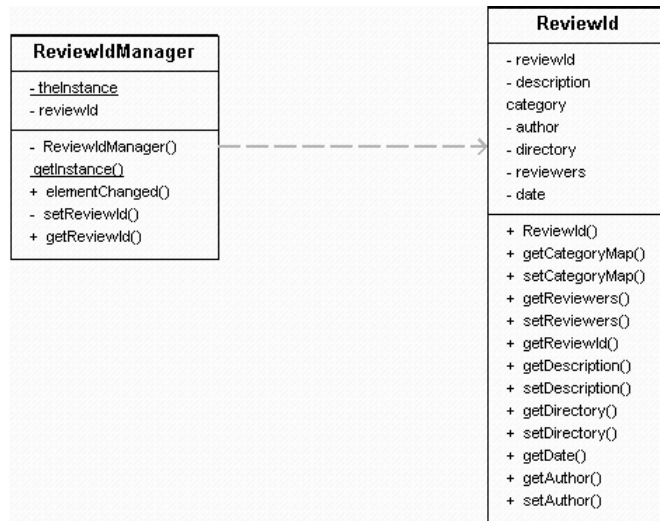 ReviewIdManager
- theInstance
- reviewId
- ReviewIdManager()
getInstance()
+ elementChanged()
- setReviewId()
+ getReviewId()
ReviewId
- reviewId
- description
category
- author
- directory
- reviewers
- date
+ ReviewId()
+ getCategoryMap()
+ setCategoryMap()
+ getReviewers()
+ setReviewers()
+ getReviewId()
+ getDescription()
+ setDescription()
+ getDirectory()
+ setDirectory()
+ getDate()
+ getAuthor()
+ setAuthor()